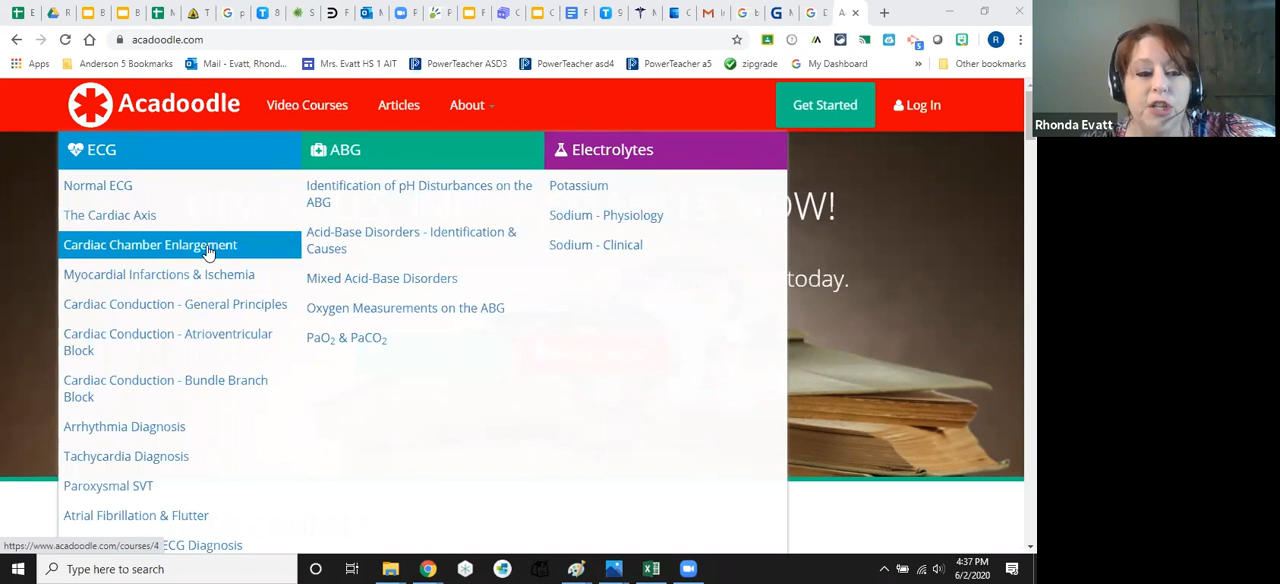 E
B
B
M
T
G p
T 8
S
F
M
P
P
F
C
C
F
T 9
M
C
M
G b
G M
G D
A
acadoodle.com
R
5
Apps
Anderson 5 Bookmarks
Mail - Evatt, Rhond...
Mrs. Evatt HS 1 AIT
PowerTeacher ASD3
PowerTeacher asd4
PowerTeacher a5
zipgrade
My Dashboard
»
Other bookmarks
Acadoodle
Video Courses
Articles
About
Get Started
Log In
ECG
ABG
Electrolytes
Normal ECG
The Cardiac Axis
Cardiac Chamber Enlargement
Myocardial Infarctions & Ischemia
Cardiac Conduction - General Principles
Cardiac Conduction - Atrioventricular
Block
Cardiac Conduction - Bundle Branch
Block
Arrhythmia Diagnosis
Tachycardia Diagnosis
Paroxysmal SVT
Atrial Fibrillation & Flutter
ECG Diagnosis
Identification of pH Disturbances on the
ABG
Acid-Base Disorders - Identification &
Causes
Mixed Acid-Base Disorders
Oxygen Measurements on the ABG
PaO2 & PaCO2
Potassium
Sodium - Physiology
Sodium - Clinical
OW!
today.
https://www.acadoodle.com/courses/4
Type here to search
4:37 PM
6/2/2020
Rhonda Evatt